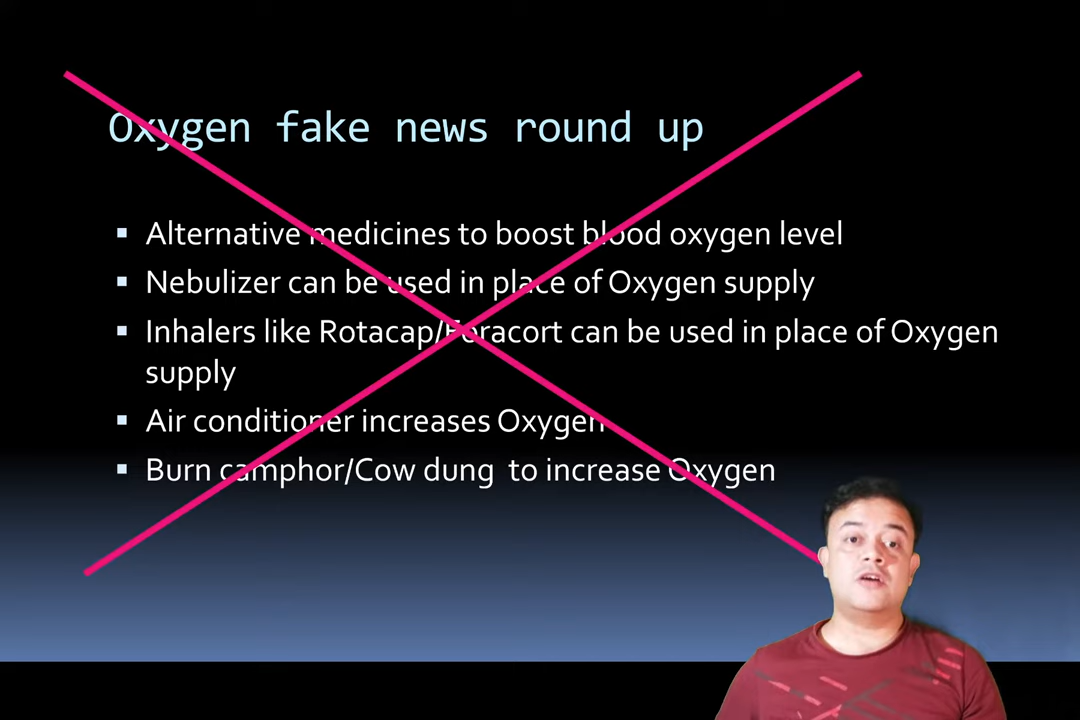 Oxygen fake news round up
Alternative medicines to boost blood oxygen level
Nebulizer can be used in place of Oxygen supply
Inhalers like Rotacap/Foracort can be used in place of Oxygen
supply
Air conditioner increases Oxygen
Burn camphor/Cow dung to increase Oxygen